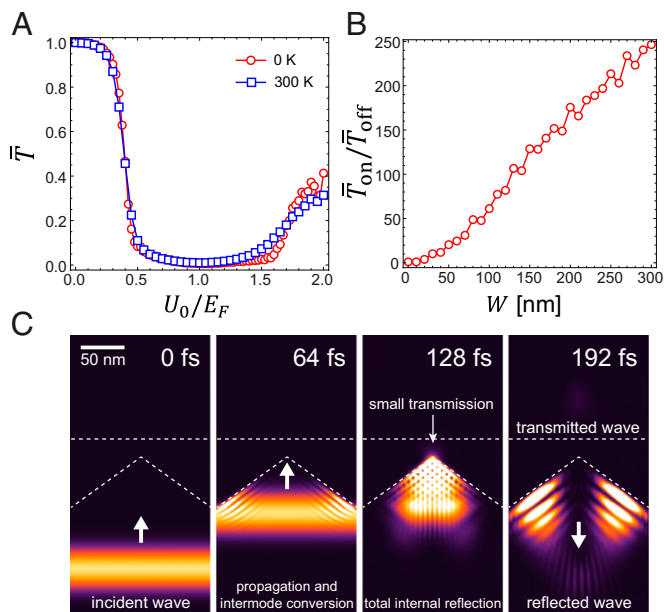 A
1.0
0.8
0.6
0.4
0.2
0.0
T̅
0 K
300 K
0.0 0.5 1.0 1.5 2.0
U₀/E_F
B
250
200
150
100
50
0
T̅on/T̅off
0 50 100 150 200 250 300
W [nm]
C
50 nm
0 fs
incident wave
64 fs
propagation and
intermode conversion
128 fs
small transmission
total internal reflection
192 fs
transmitted wave
reflected wave